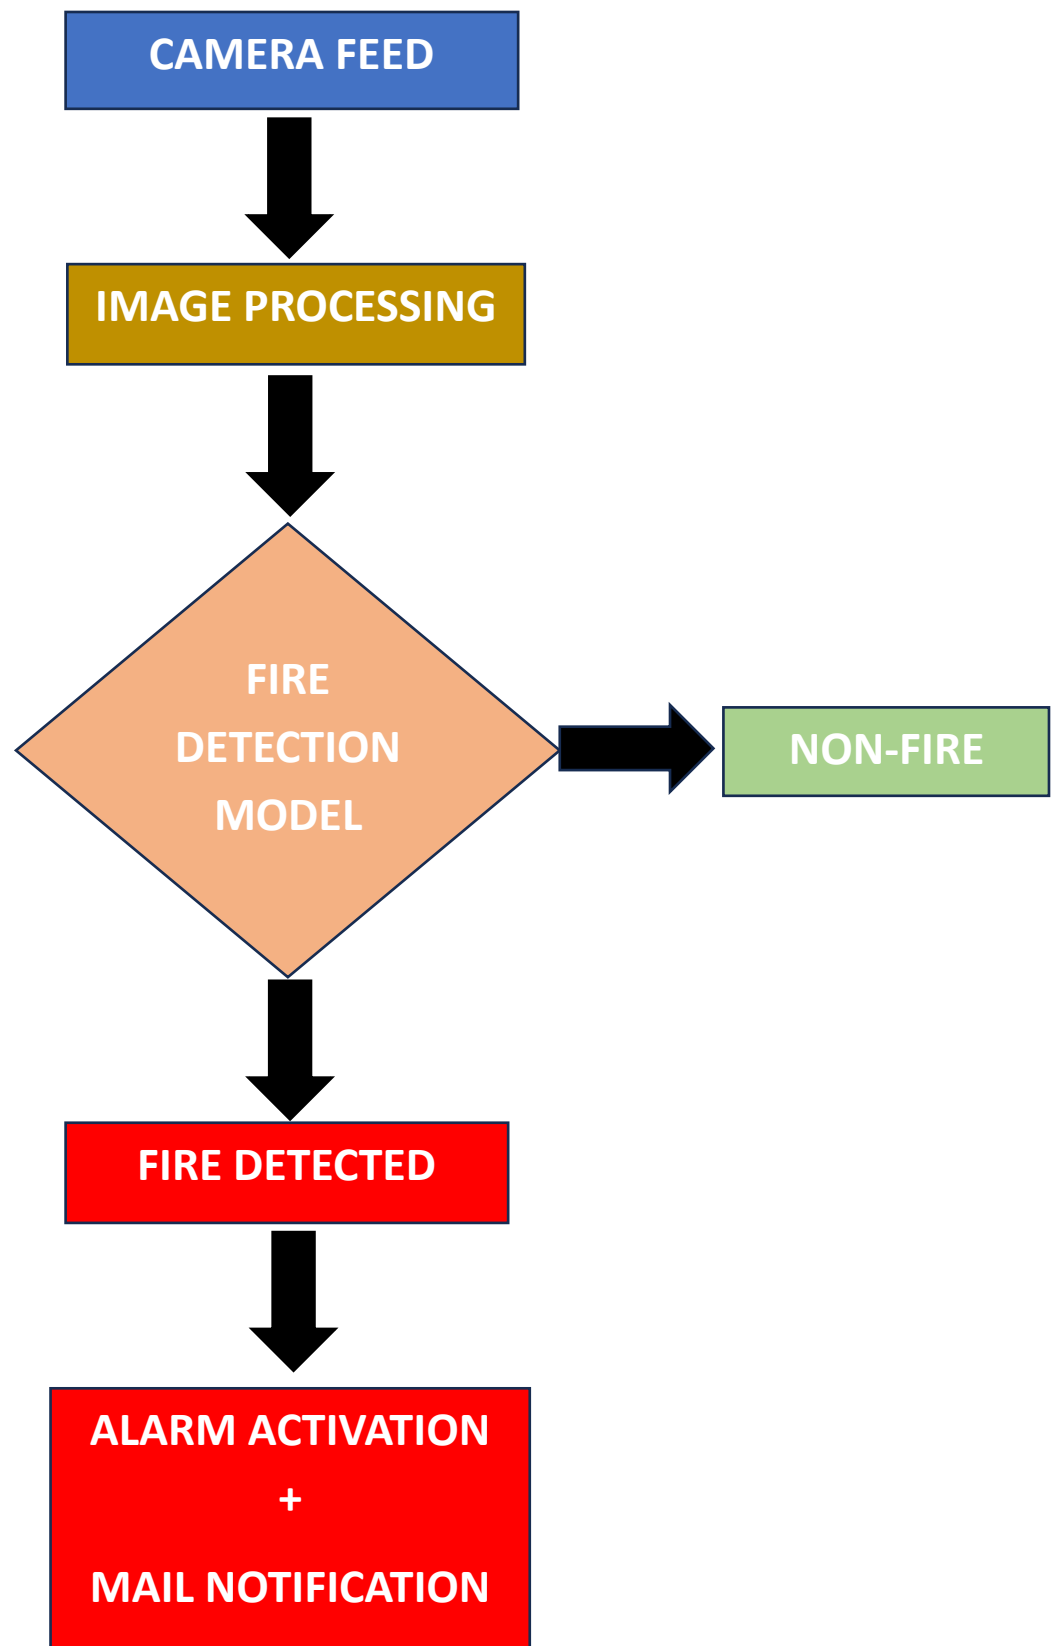 CAMERA FEED
IMAGE PROCESSING
FIRE
DETECTION
MODEL
NON-FIRE
FIRE DETECTED
ALARM ACTIVATION
+
MAIL NOTIFICATION